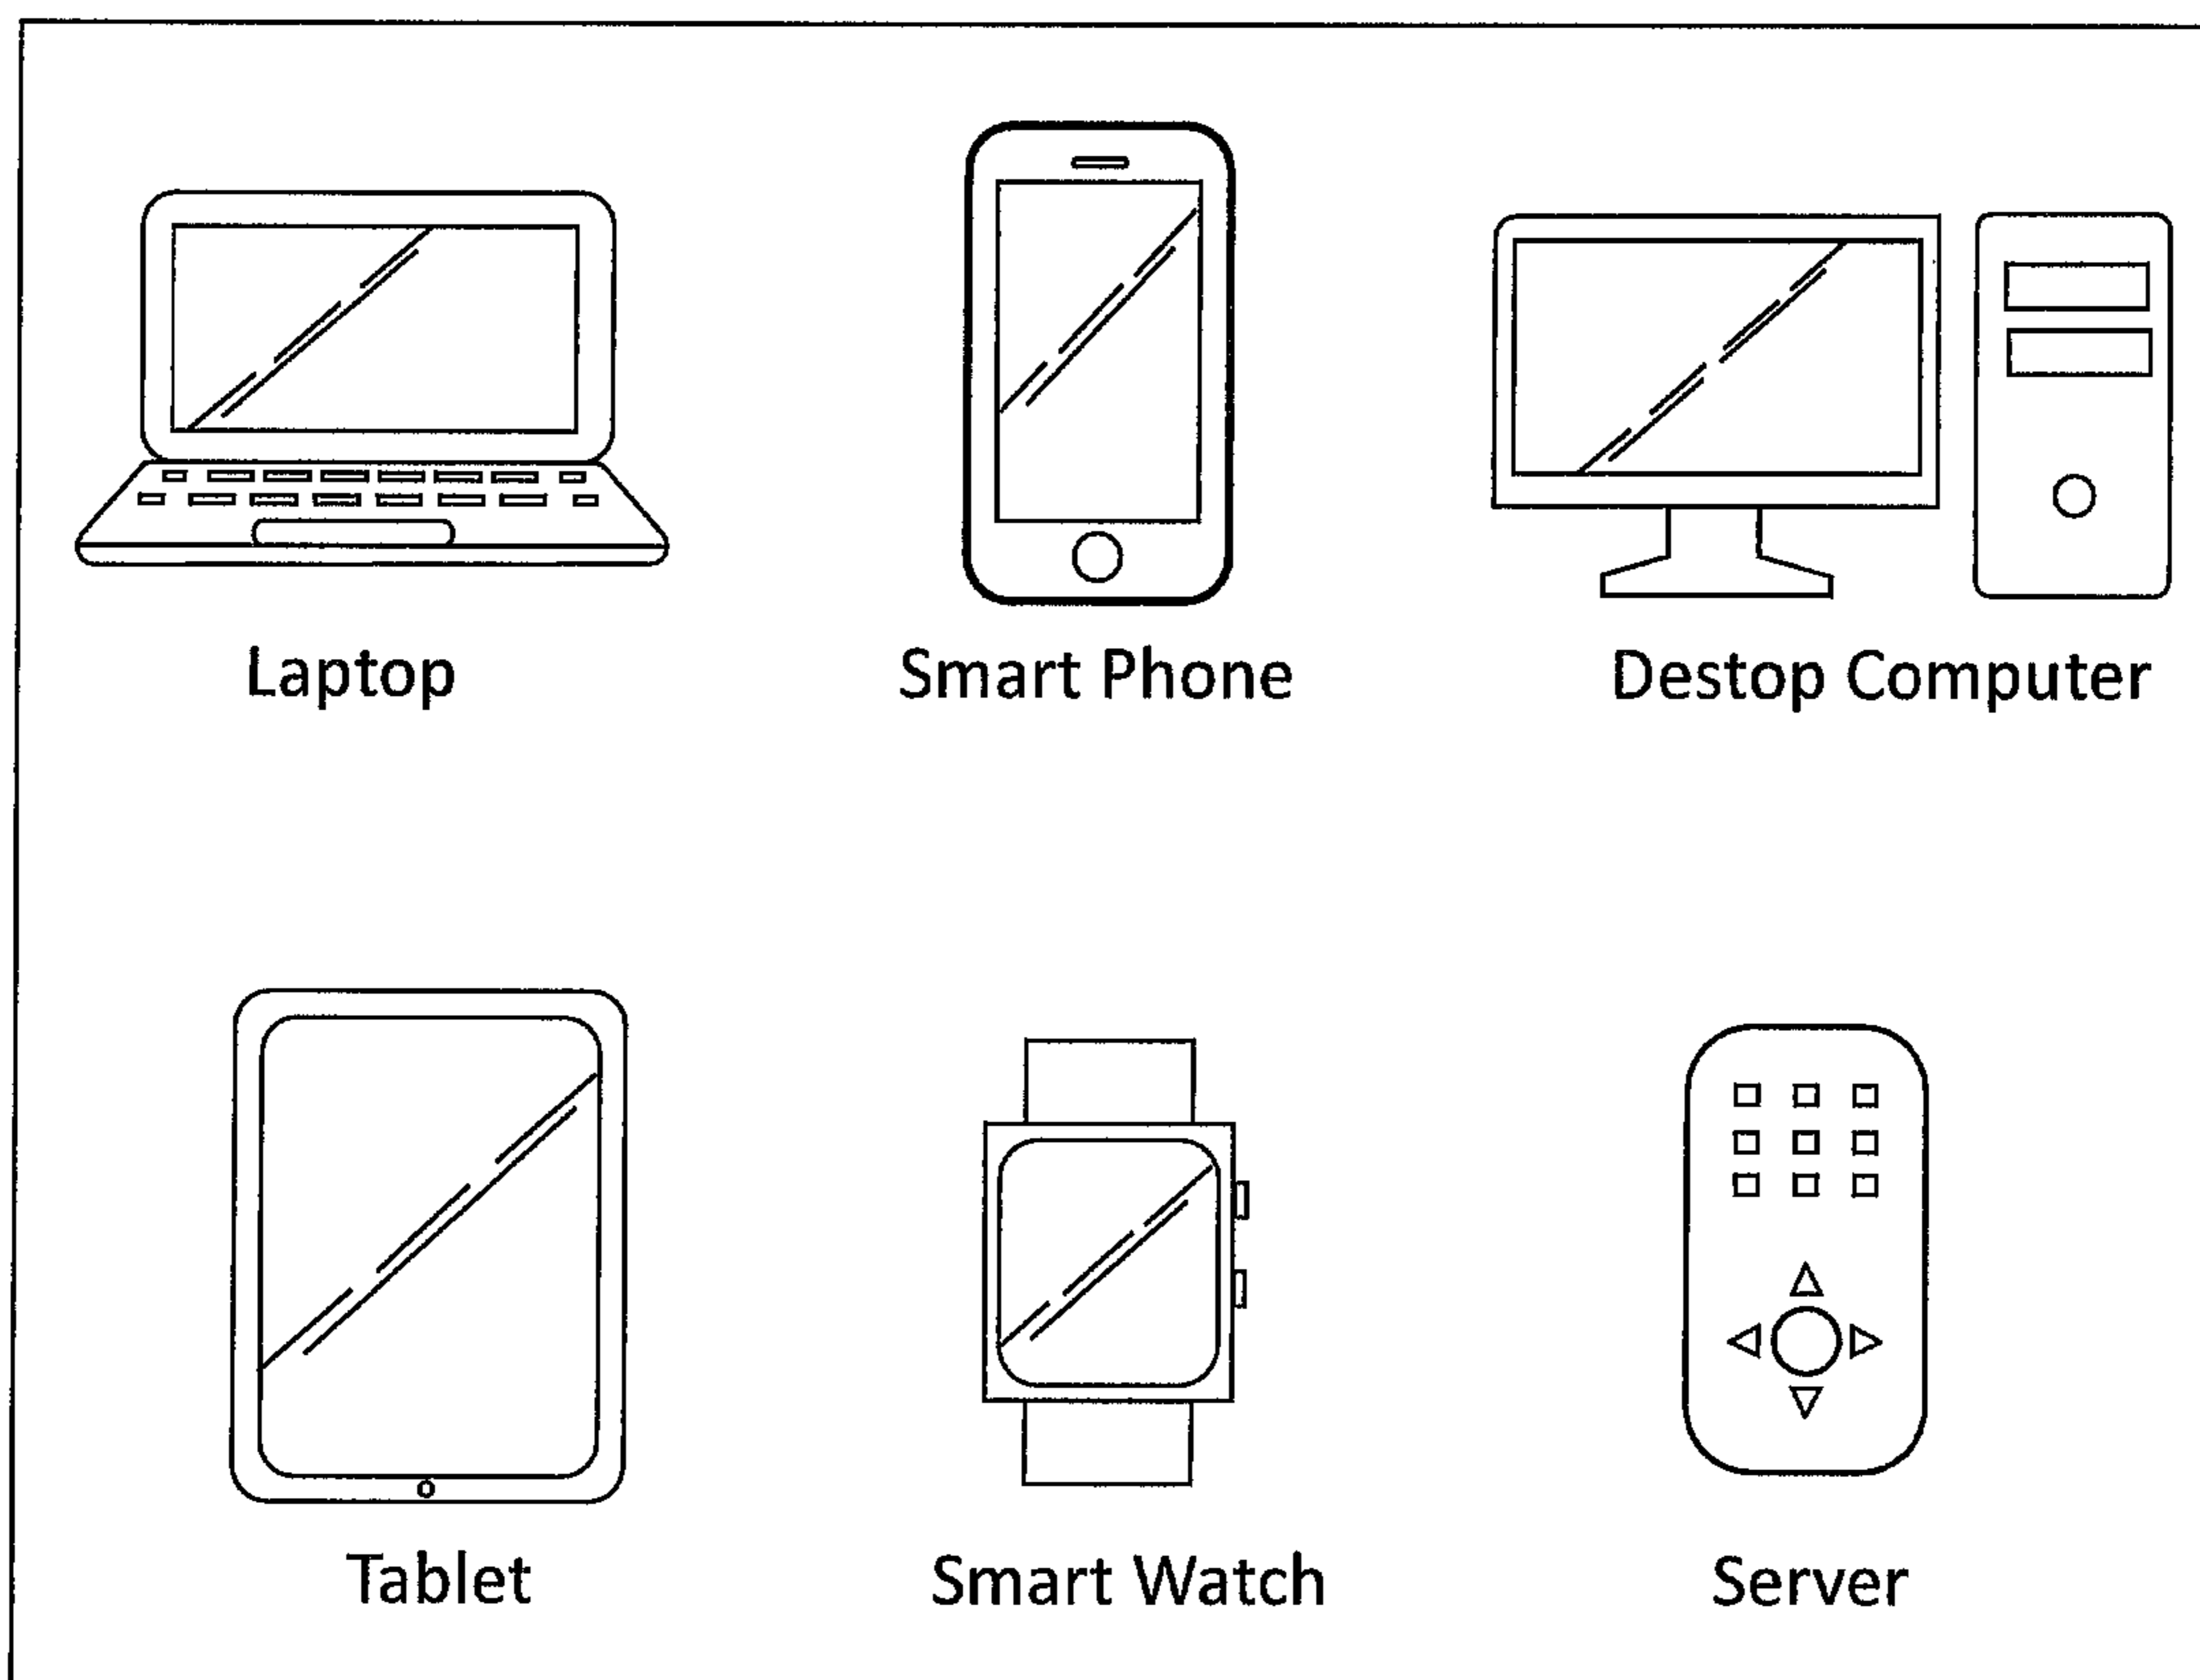 Laptop
Smart Phone
Destop Computer
Tablet
Smart Watch
Server